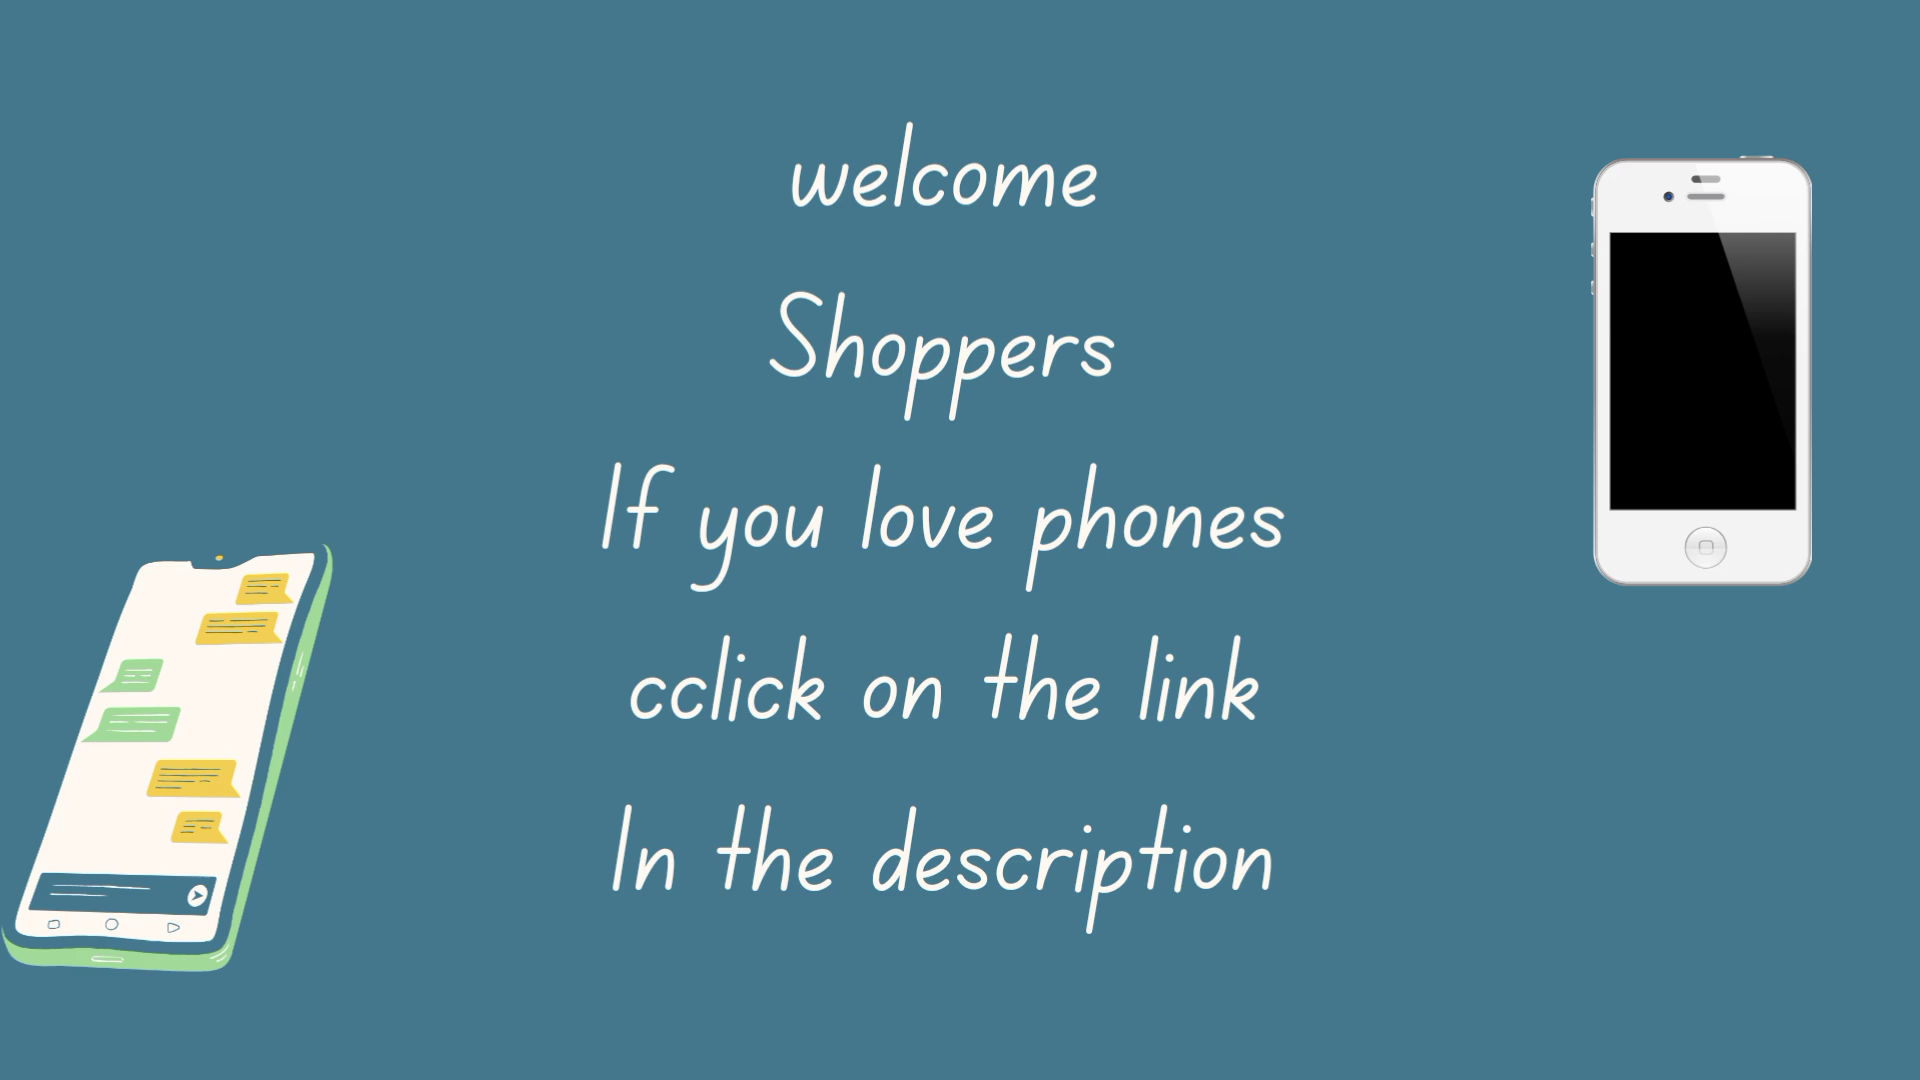 welcome
Shoppers
If you love phones
cclick on the link
In the description